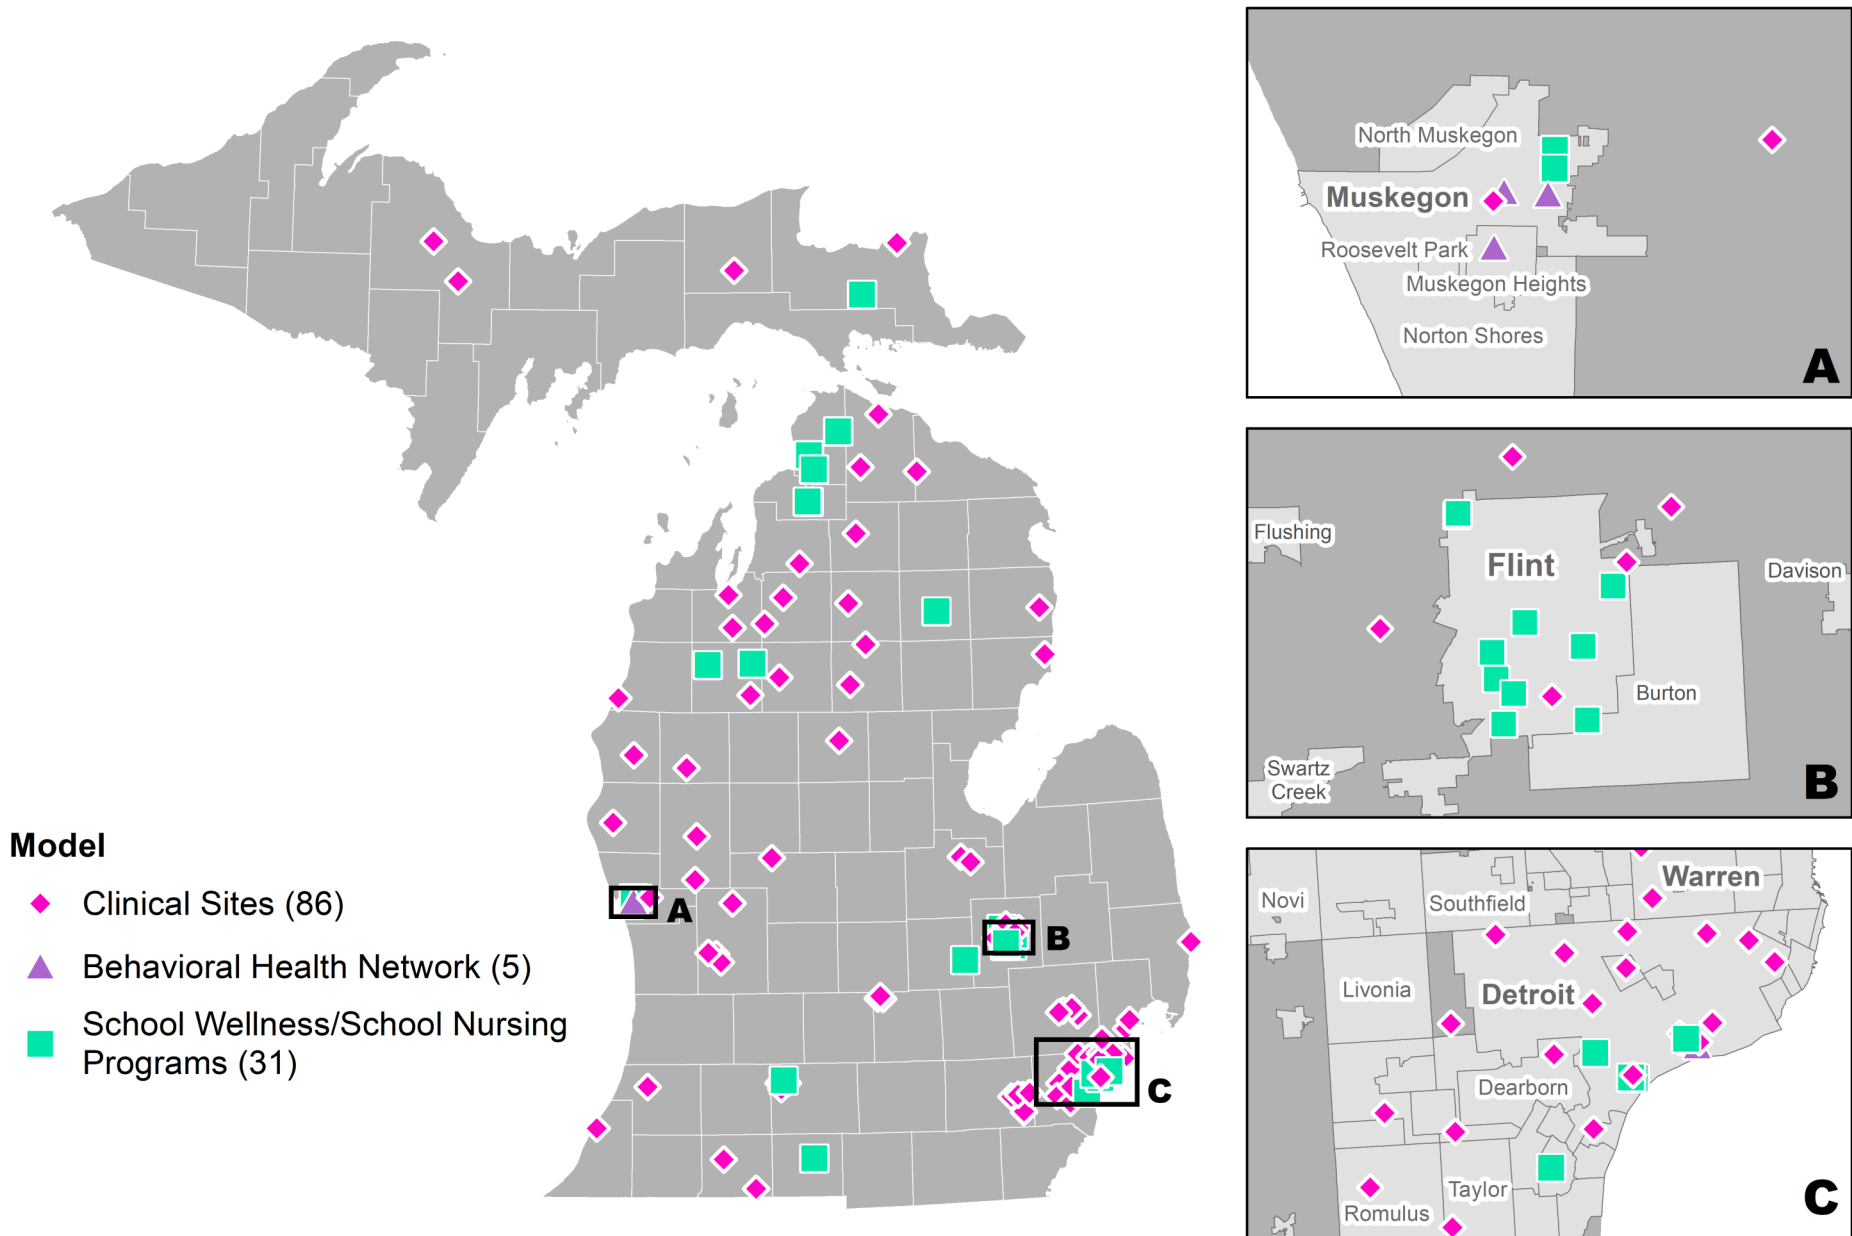 Model
Clinical Sites (86)
Behavioral Health Network (5)
School Wellness/School Nursing
Programs (31)
A
B
C
North Muskegon
Muskegon
Roosevelt Park
Muskegon Heights
Norton Shores
A
Flushing
Flint
Davison
Burton
Swartz
Creek
B
Warren
Novi
Southfield
Livonia
Detroit
Dearborn
Taylor
Romulus
C